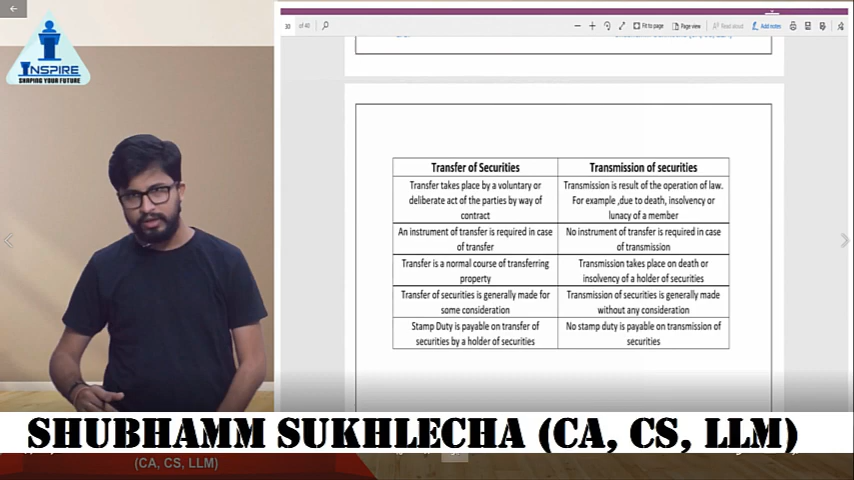 INSPIRE
SHAPING YOUR FUTURE
30 of 40
Fit to page
Page view
Read aloud
Add notes
Transfer of Securities
Transmission of securities
Transfer takes place by a voluntary or
deliberate act of the parties by way of
contract
Transmission is result of the operation of law.
For example ,due to death, insolvency or
lunacy of a member
An instrument of transfer is required in case
of transfer
No instrument of transfer is required in case
of transmission
Transfer is a normal course of transferring
property
Transmission takes place on death or
insolvency of a holder of securities
Transfer of securities is generally made for
some consideration
Transmission of securities is generally made
without any consideration
Stamp Duty is payable on transfer of
securities by a holder of securities
No stamp duty is payable on transmission of
securities
SHUBHAMM SUKHLECHA (CA, CS, LLM)
(CA, CS, LLM)